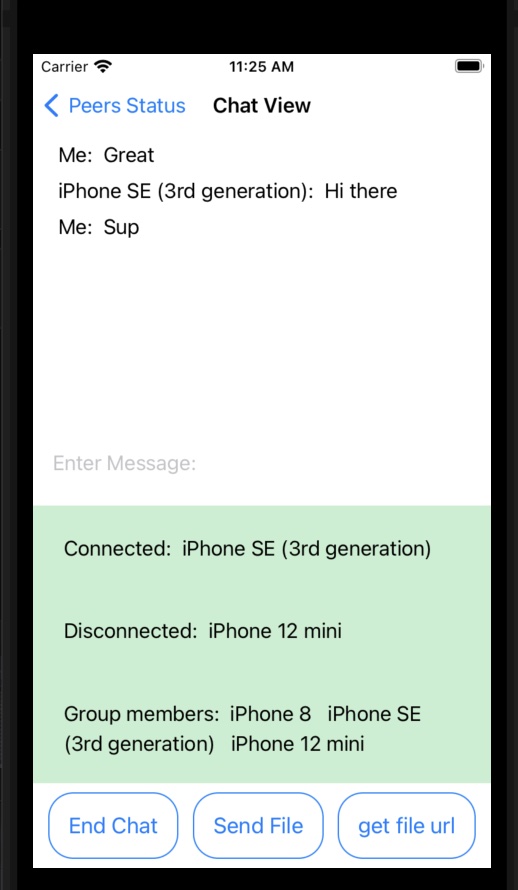 Carrier 11:25 AM
Peers Status Chat View
Me: Great
iPhone SE (3rd generation): Hi there
Me: Sup
Enter Message:
Connected: iPhone SE (3rd generation)
Disconnected: iPhone 12 mini
Group members: iPhone 8 iPhone SE
(3rd generation) iPhone 12 mini
End Chat Send File get file url